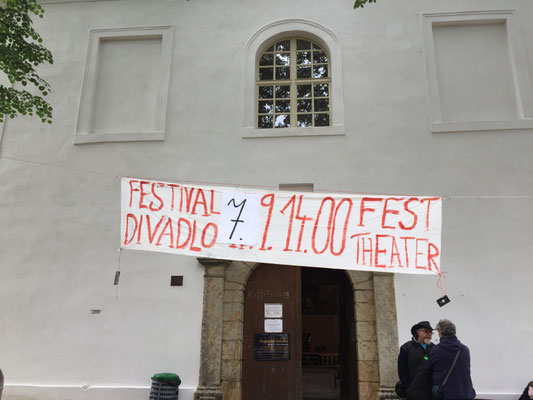 FESTIVAL 7. 9. 14.00 FEST
DIVADLO THEATER